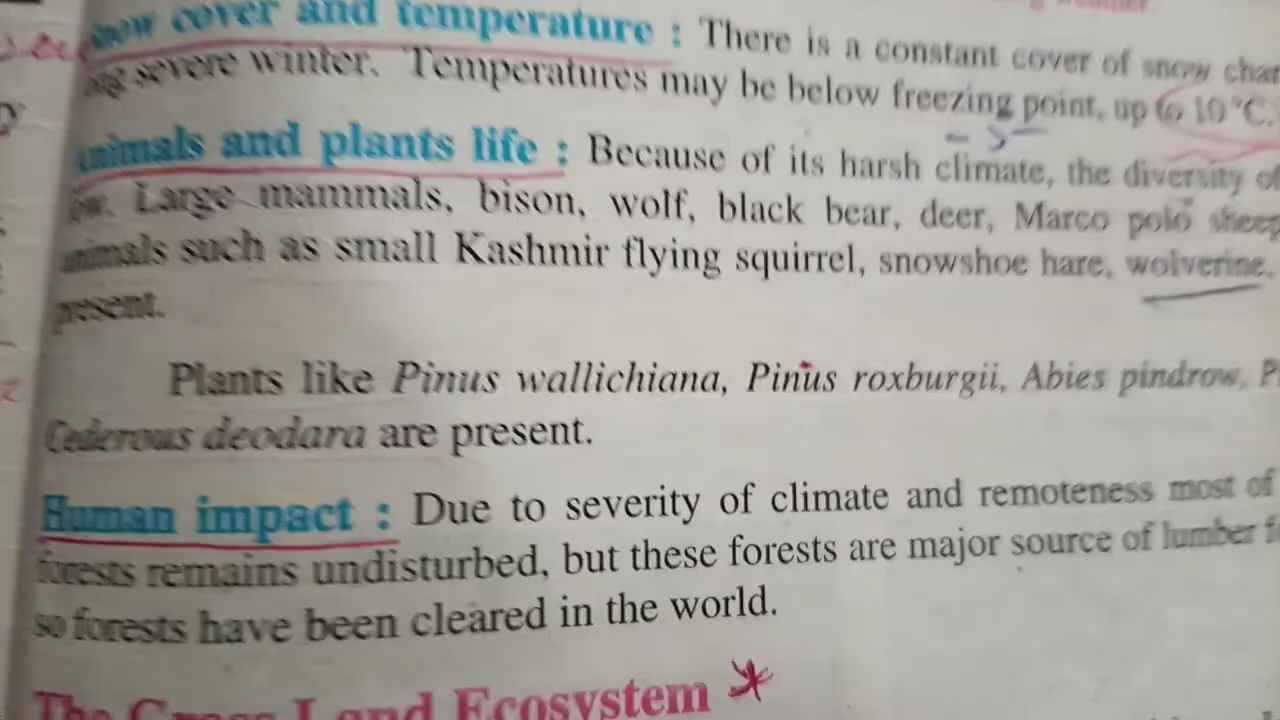 Snow cover and temperature : There is a constant cover of snow
severe winter. Temperatures may be below freezing point, up to 10°C.
Animals and plants life : Because of its harsh climate, the diversity of
low. Large mammals, bison, wolf, black bear, deer, Marco polo sheep
animals such as small Kashmir flying squirrel, snowshoe hare, wolverine,
present.
Plants like Pinus wallichiana, Pinus roxburgii, Abies pindrow,
Cederous deodara are present.
Human impact : Due to severity of climate and remoteness most of
forests remains undisturbed, but these forests are major source of lumber
so forests have been cleared in the world.
The Grass Land Ecosystem